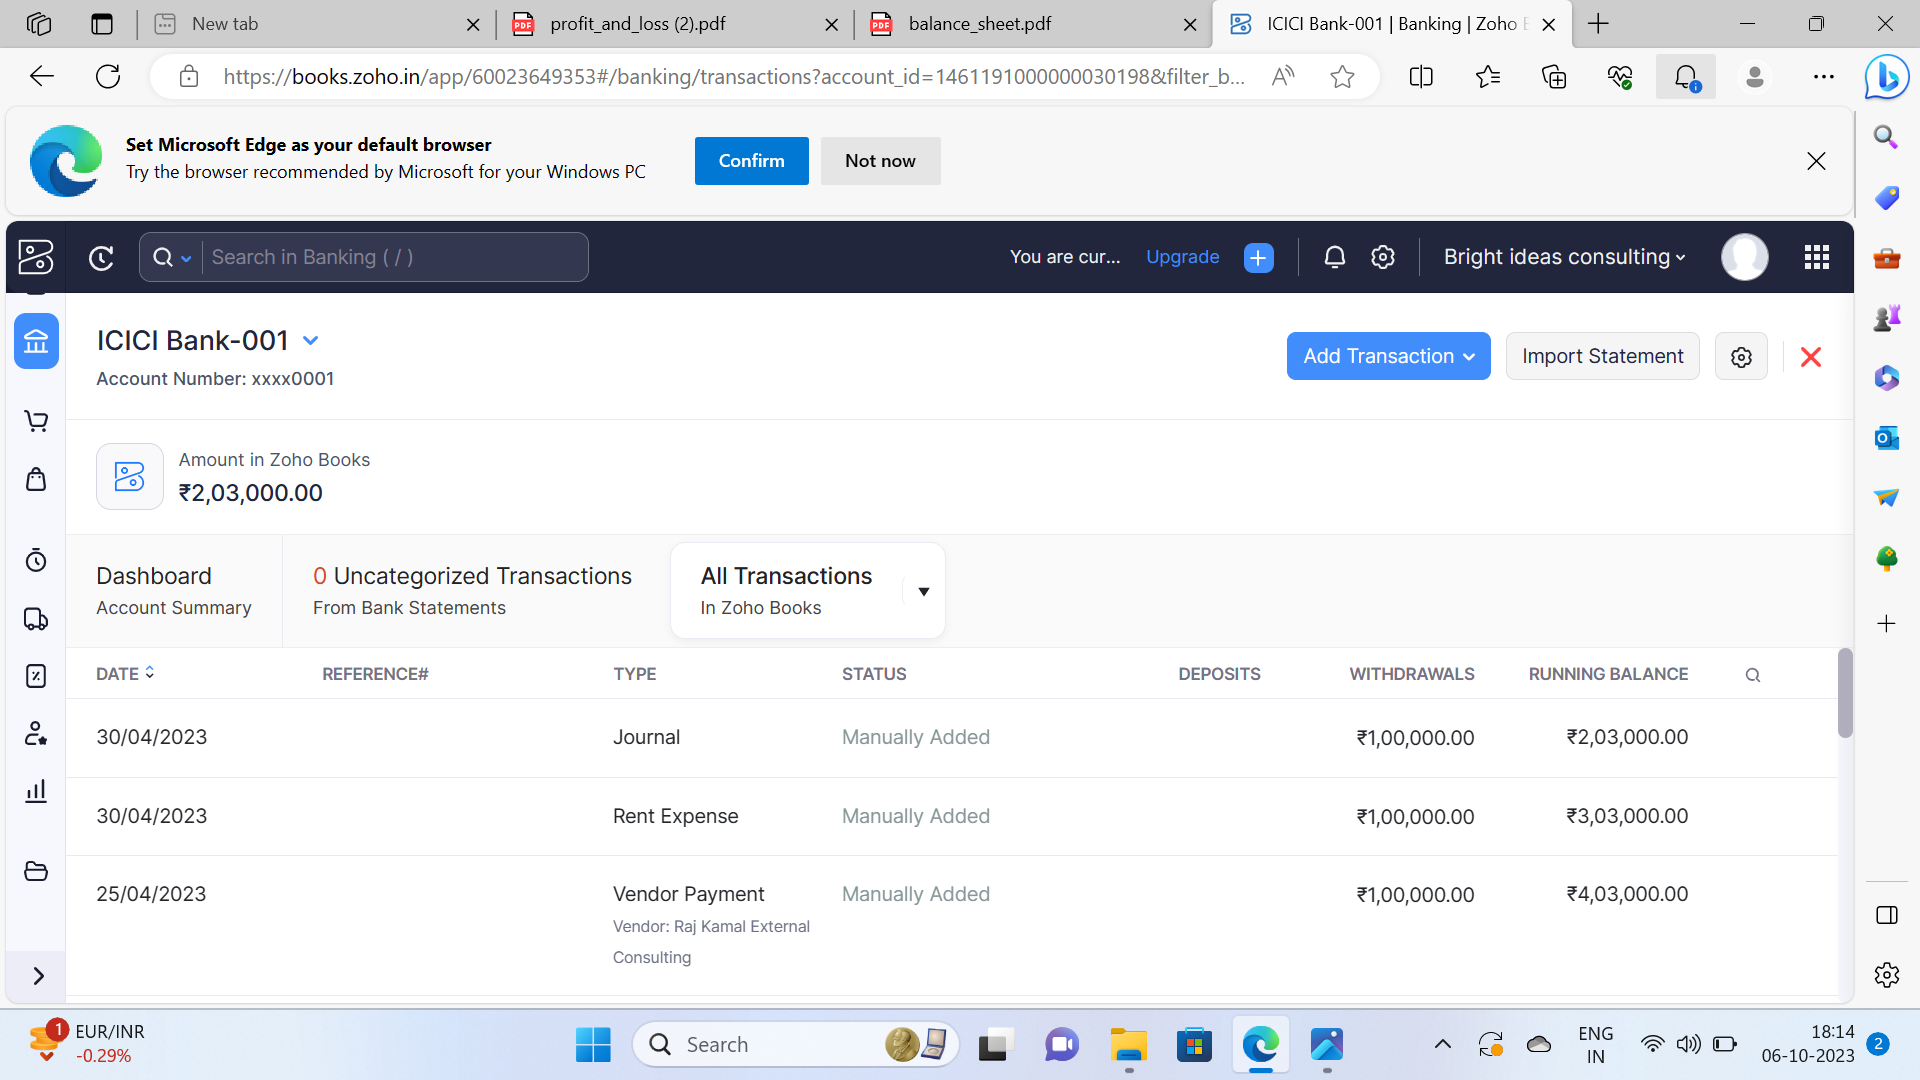 New tab
profit_and_loss (2).pdf
balance_sheet.pdf
ICICI Bank-001 | Banking | Zoho
https://books.zoho.in/app/60023649353#/banking/transactions?account_id=1461191000000030198&filter_b...
Set Microsoft Edge as your default browser
Try the browser recommended by Microsoft for your Windows PC
Confirm
Not now
Search in Banking ( / )
You are cur...
Upgrade
Bright ideas consulting
ICICI Bank-001
Account Number: xxxx0001
Add Transaction
Import Statement
Amount in Zoho Books
₹2,03,000.00
Dashboard
Account Summary
0 Uncategorized Transactions
From Bank Statements
All Transactions
In Zoho Books
DATE REFERENCE# TYPE STATUS DEPOSITS WITHDRAWALS RUNNING BALANCE
30/04/2023 Journal Manually Added ₹1,00,000.00 ₹2,03,000.00
30/04/2023 Rent Expense Manually Added ₹1,00,000.00 ₹3,03,000.00
25/04/2023 Vendor Payment Manually Added ₹1,00,000.00 ₹4,03,000.00
Vendor: Raj Kamal External
Consulting
1
EUR/INR
-0.29%
Search
ENG
IN
18:14
06-10-2023
2